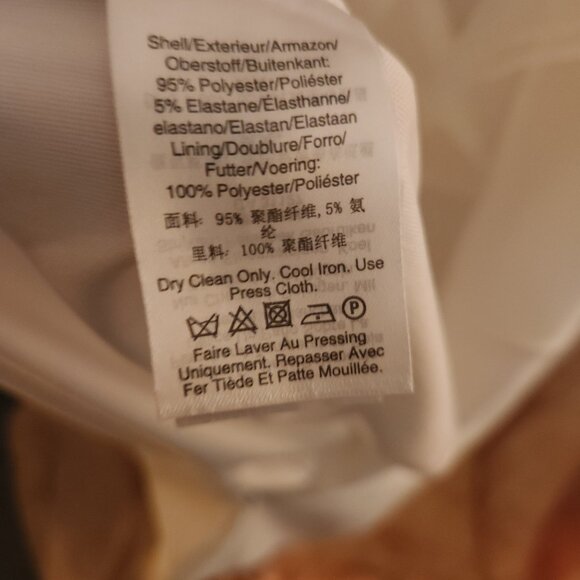 Shell/Exterieur/Armazon/
Oberstoff/Buitenkant:
95% Polyester/Poliéster
5% Elastane/Élasthanne/
elastano/Elastan/Elastaan
Lining/Doublure/Forro/
Futter/Voering:
100% Polyester/Poliéster
面料: 95% 聚酯纤维, 5% 氨
纶
里料: 100% 聚酯纤维
Dry Clean Only. Cool Iron. Use
Press Cloth.
P
Faire Laver Au Pressing
Uniquement. Repasser Avec
Fer Tiède Et Patte Mouillée.